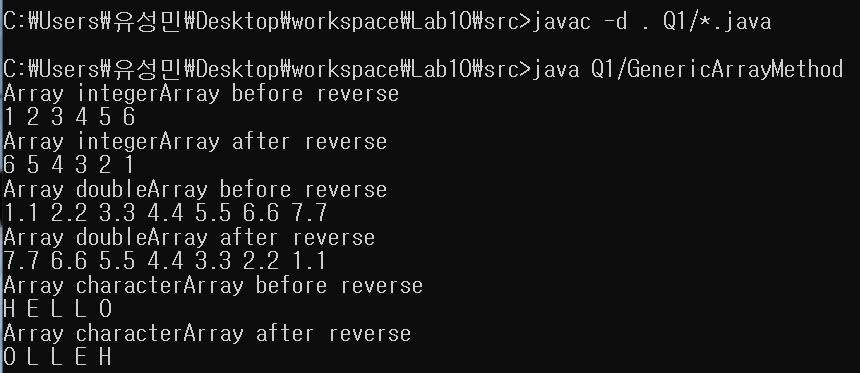 C:₩Users₩유성민₩Desktop₩workspace₩Lab10₩src>javac -d . Q1/*.java
C:₩Users₩유성민₩Desktop₩workspace₩Lab10₩src>java Q1/GenericArrayMethod
Array integerArray before reverse
1 2 3 4 5 6
Array integerArray after reverse
6 5 4 3 2 1
Array doubleArray before reverse
1.1 2.2 3.3 4.4 5.5 6.6 7.7
Array doubleArray after reverse
7.7 6.6 5.5 4.4 3.3 2.2 1.1
Array characterArray before reverse
H E L L O
Array characterArray after reverse
O L L E H